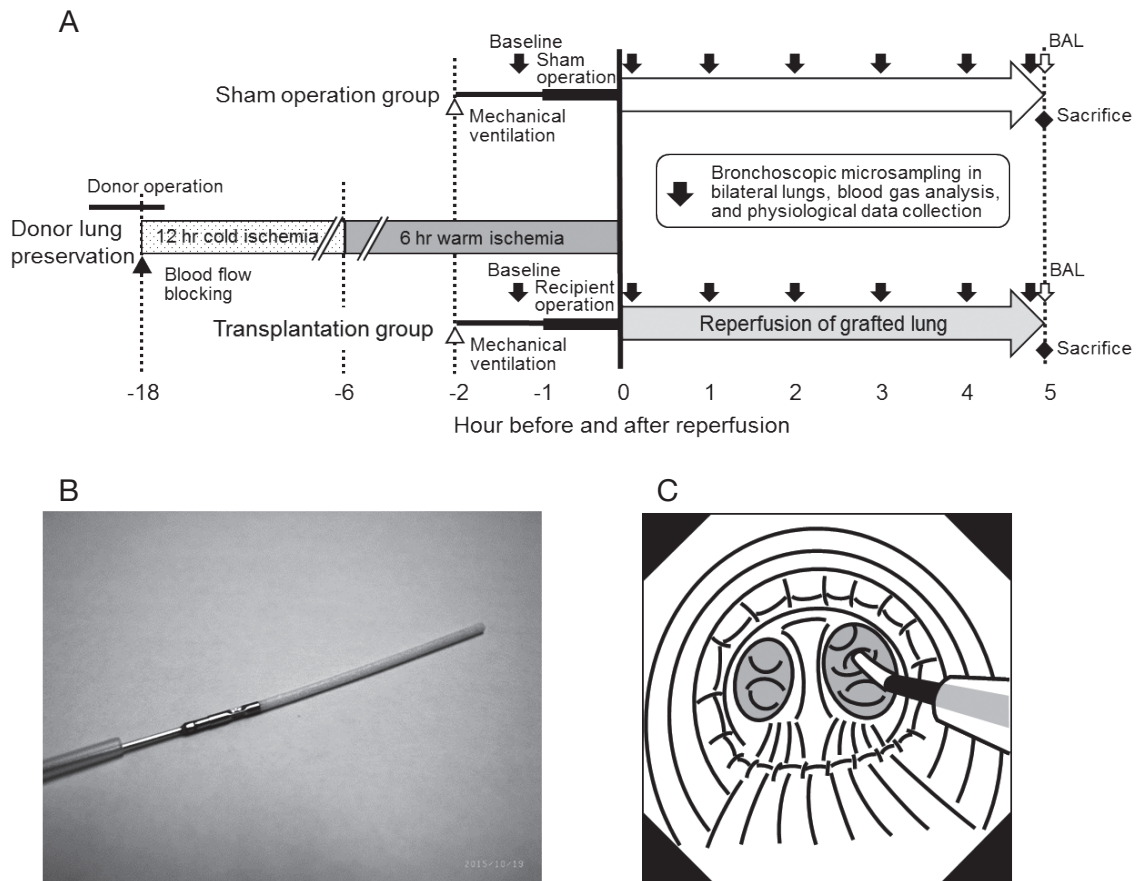 A
Baseline
Sham
operation
BAL
Sham operation group
Mechanical
ventilation
Sacrifice
Donor operation
Bronchoscopic microsampling in
bilateral lungs, blood gas analysis,
and physiological data collection
Donor lung
preservation
12 hr cold ischemia
6 hr warm ischemia
Blood flow
blocking
Baseline
Recipient
operation
BAL
Transplantation group
Reperfusion of grafted lung
Mechanical
ventilation
Sacrifice
-18
-6
-2
-1
0
1
2
3
4
5
Hour before and after reperfusion
B
C
2015/10/19